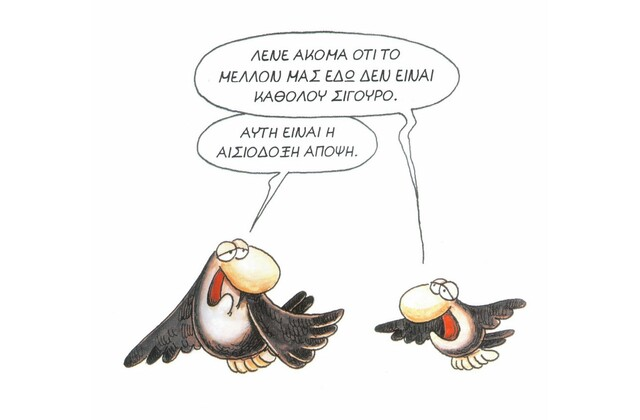 ΛΕΝΕ ΑΚΟΜΑ ΟΤΙ ΤΟ
ΜΕΛΛΟΝ ΜΑΣ ΕΔΩ ΔΕΝ ΕΙΝΑΙ
ΚΑΘΟΛΟΥ ΣΙΓΟΥΡΟ.
ΑΥΤΗ ΕΙΝΑΙ Η
ΑΙΣΙΟΔΟΞΗ ΑΠΟΨΗ.